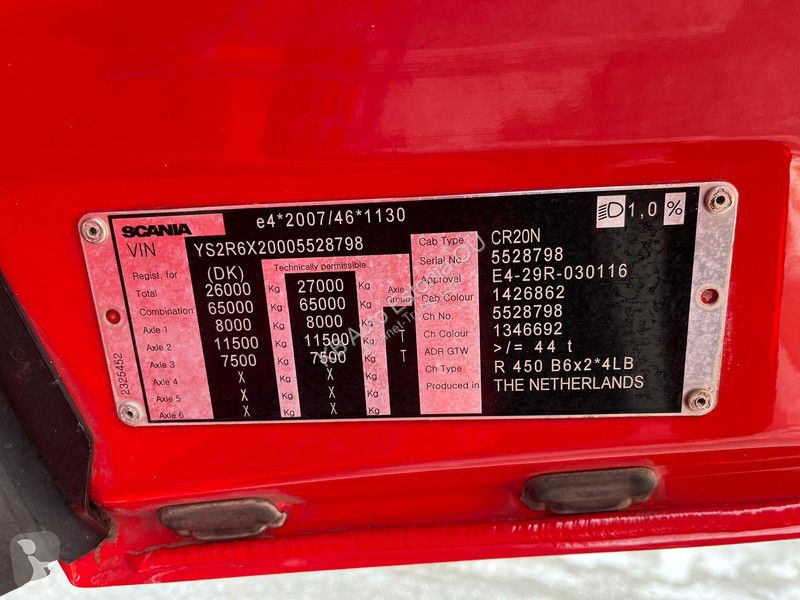 SCANIA e4*2007/46*1130 1,0 %
VIN YS2R6X20005528798
Regist. for (DK) Technically permissible
Total 26000 Kg 27000 Kg Axle
Combination 65000 Kg 65000 Kg Group
Axle 1 8000 Kg 8000 Kg
Axle 2 11500 Kg 11500 Kg T
Axle 3 7500 Kg 7500 Kg T
Axle 4 X Kg X Kg
Axle 5 X Kg X Kg
Axle 6 X Kg X Kg
2325452
Cab Type CR20N
Serial No. 5528798
Approval E4-29R-030116
Cab Colour 1426862
Ch No. 5528798
Ch Colour 1346692
ADR GTW >/= 44 t
Ch Type R 450 B6x2*4LB
Produced in THE NETHERLANDS